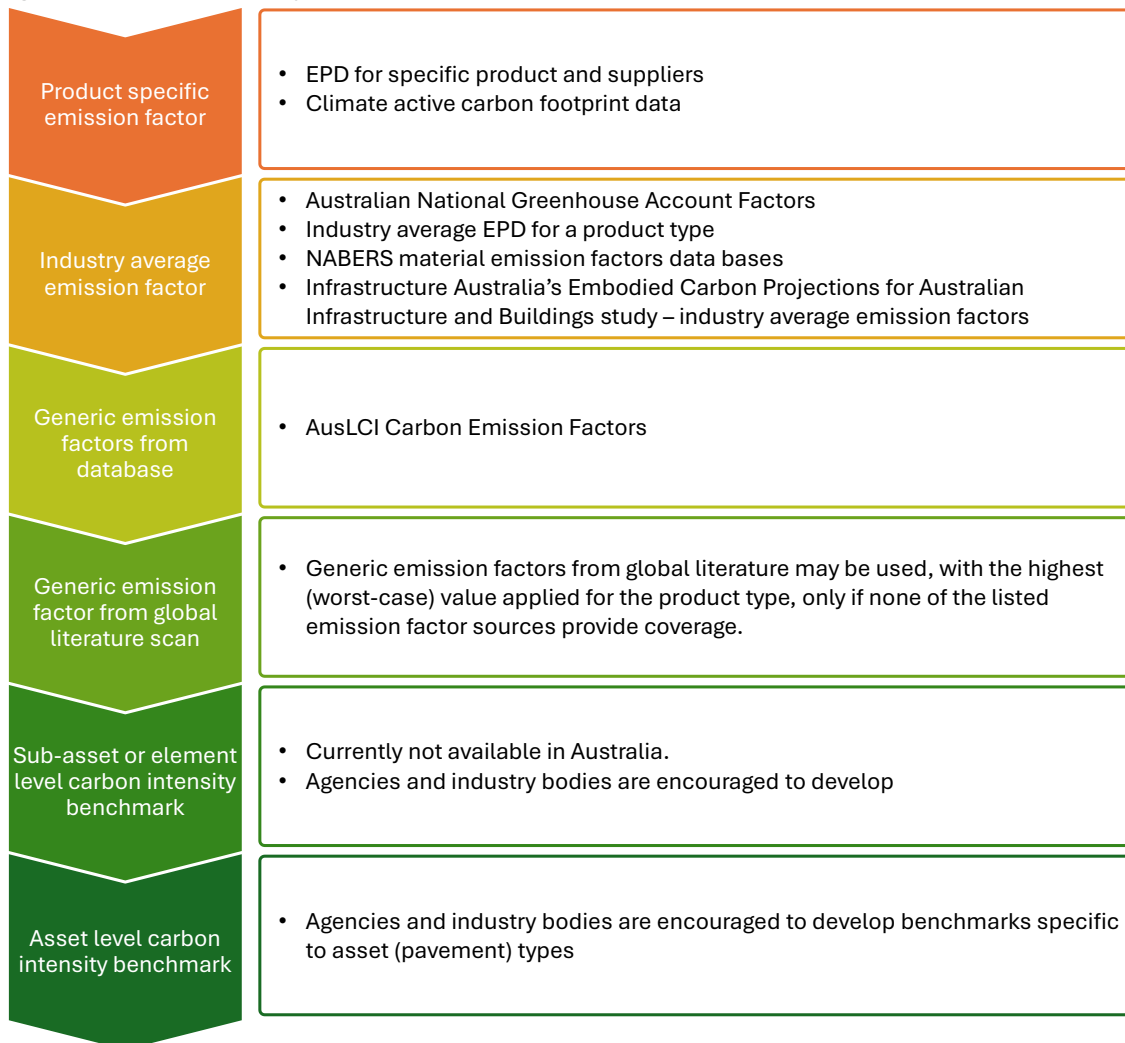 Product specific
emission factor
• EPD for specific product and suppliers
• Climate active carbon footprint data
Industry average
emission factor
• Australian National Greenhouse Account Factors
• Industry average EPD for a product type
• NABERS material emission factors data bases
• Infrastructure Australia’s Embodied Carbon Projections for Australian
Infrastructure and Buildings study – industry average emission factors
Generic emission
factors from
database
• AusLCI Carbon Emission Factors
Generic emission
factor from global
literature scan
• Generic emission factors from global literature may be used, with the highest
(worst-case) value applied for the product type, only if none of the listed
emission factor sources provide coverage.
Sub-asset or element
level carbon intensity
benchmark
• Currently not available in Australia.
• Agencies and industry bodies are encouraged to develop
Asset level carbon
intensity benchmark
• Agencies and industry bodies are encouraged to develop benchmarks specific
to asset (pavement) types